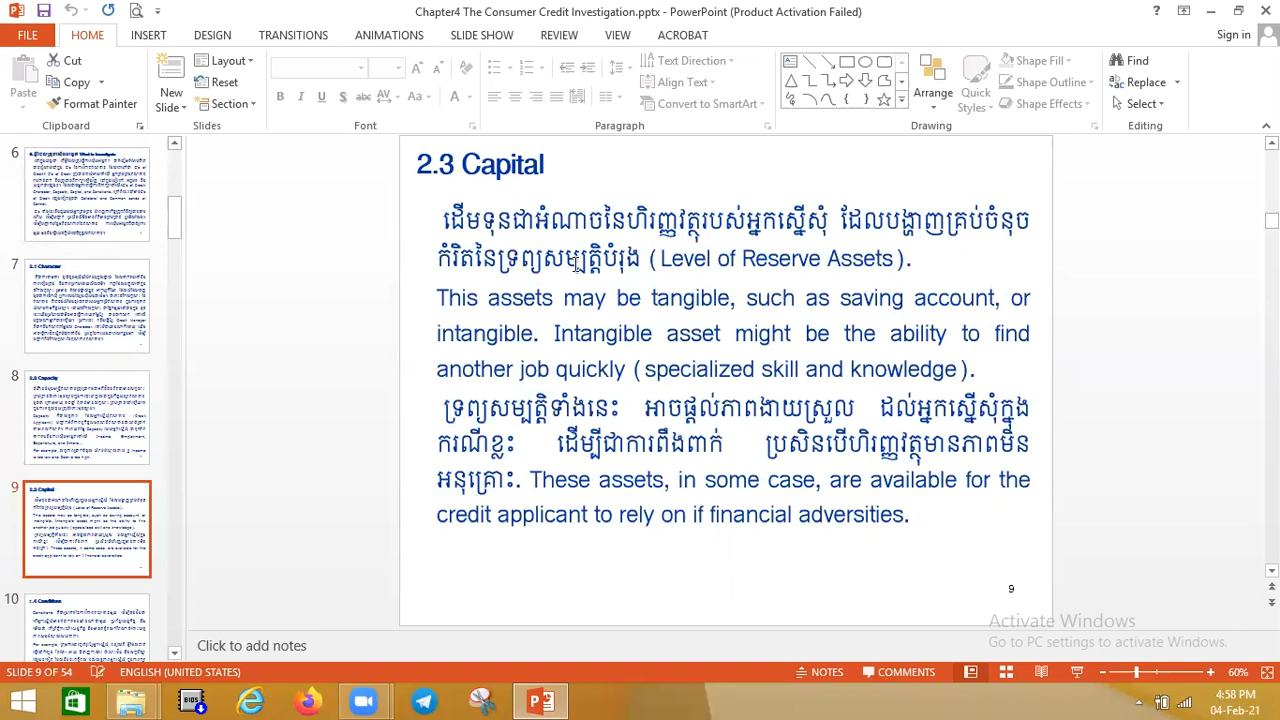 Chapter4 The Consumer Credit Investigation.pptx - PowerPoint (Product Activation Failed)
FILE HOME INSERT DESIGN TRANSITIONS ANIMATIONS SLIDE SHOW REVIEW VIEW ACROBAT Sign in
Paste Cut Copy Format Painter
New Slide Layout Reset Section
Text Direction Align Text Convert to SmartArt
Arrange Quick Styles Shape Fill Shape Outline Shape Effects
Find Replace Select
Clipboard Slides Font Paragraph Drawing Editing
6
7
2.1 Character
8
2.2 Capacity
9
2.3 Capital
10
2.4 Conditions
2.3 Capital
ដើមទុនជាអំណាចនៃហិរញ្ញវត្ថុរបស់អ្នកស្នើសុំ ដែលបង្ហាញគ្រប់ចំនុច
កំរិតនៃទ្រព្យសម្បត្តិបំរុង (Level of Reserve Assets).
This assets may be tangible, such as saving account, or
intangible. Intangible asset might be the ability to find
another job quickly (specialized skill and knowledge).
ទ្រព្យសម្បត្តិទាំងនេះ អាចផ្តល់ភាពងាយស្រួល ដល់អ្នកស្នើសុំក្នុង
ករណីខ្លះ ដើម្បីជាការពឹងពាក់ ប្រសិនបើហិរញ្ញវត្ថុមានភាពមិន
អនុគ្រោះ. These assets, in some case, are available for the
credit applicant to rely on if financial adversities.
9
Activate Windows
Go to PC settings to activate Windows.
Click to add notes
SLIDE 9 OF 54 ENGLISH (UNITED STATES) NOTES COMMENTS 60%
BIOS
4:58 PM
04-Feb-21